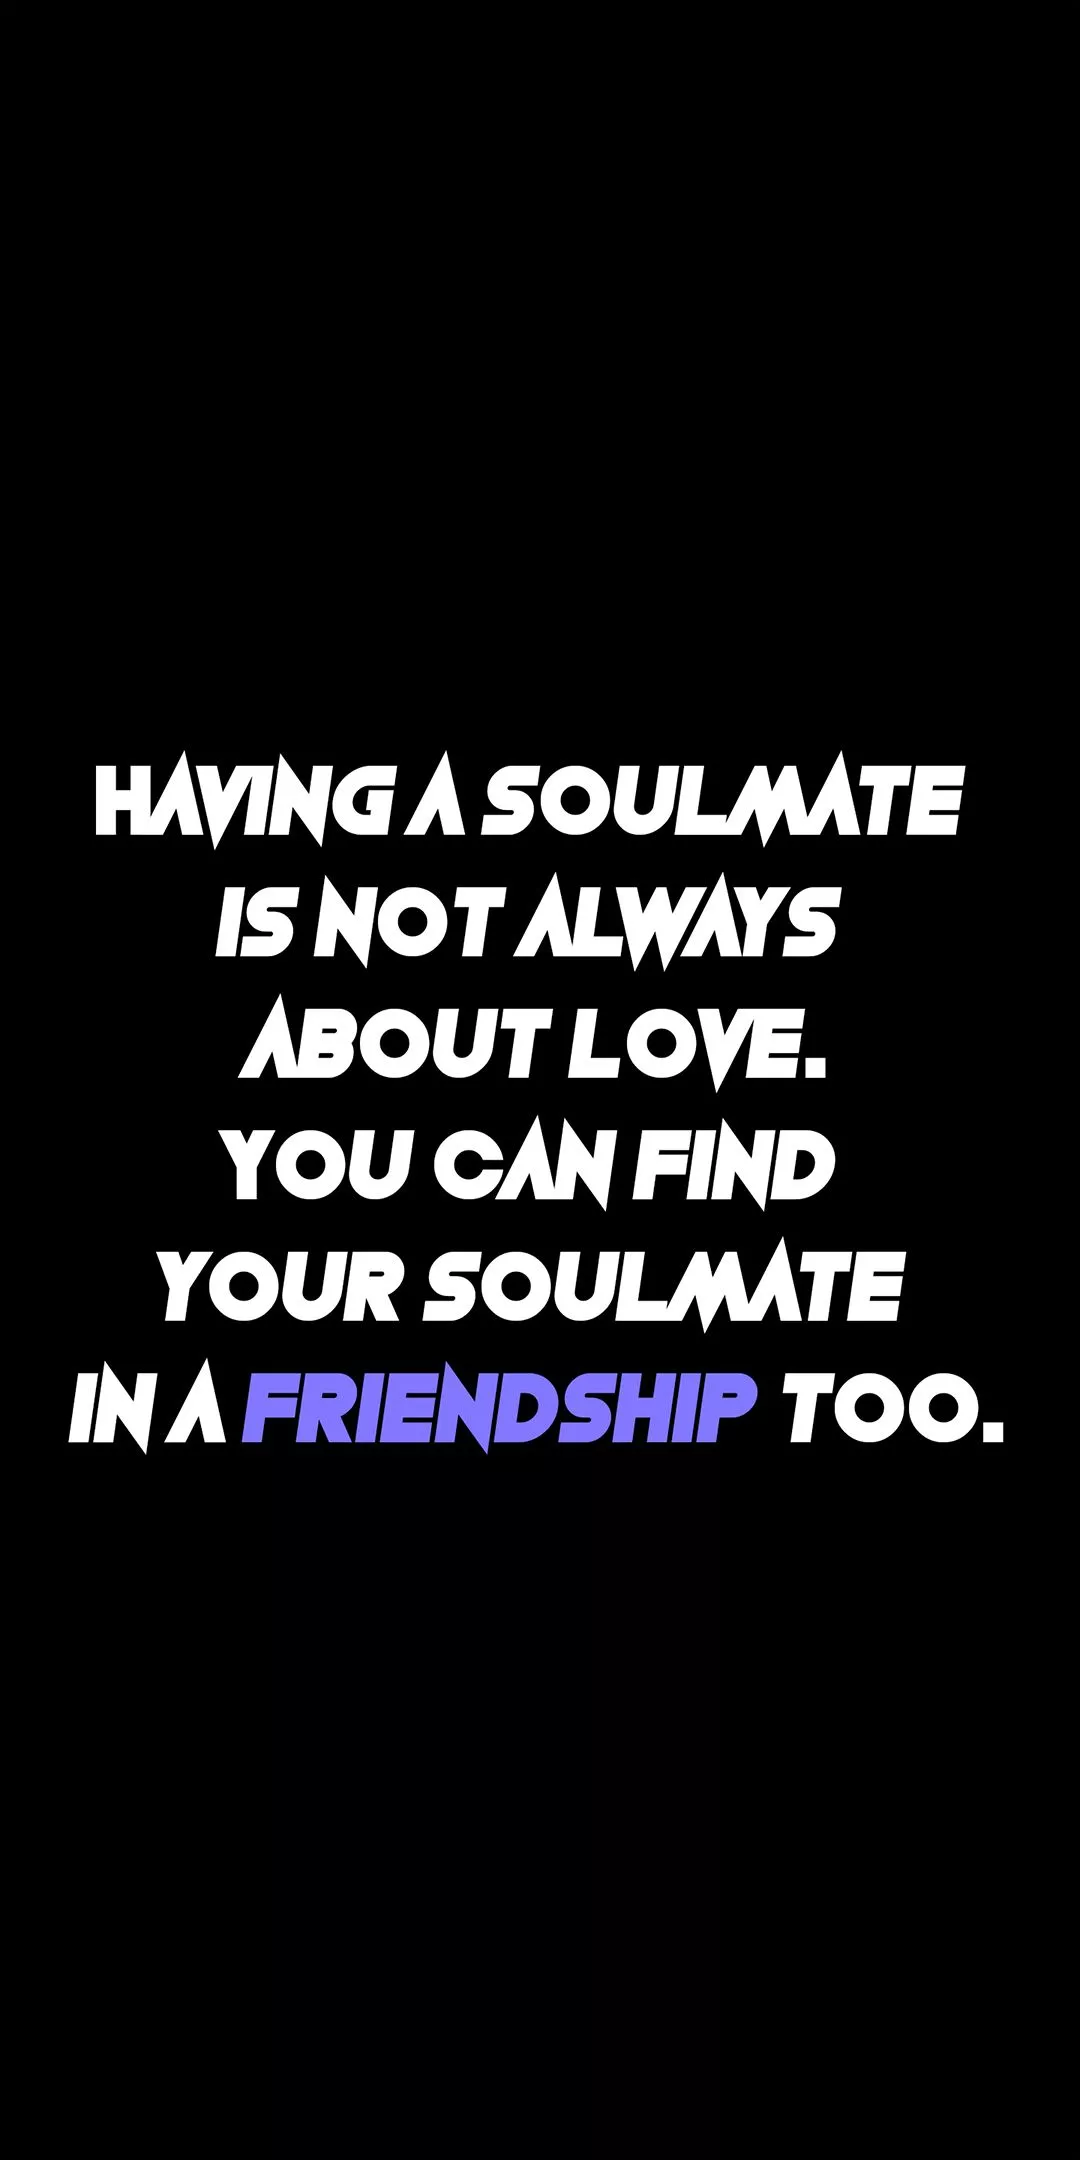 HAVING A SOULMATE
IS NOT ALWAYS
ABOUT LOVE.
YOU CAN FIND
YOUR SOULMATE
IN A FRIENDSHIP TOO.